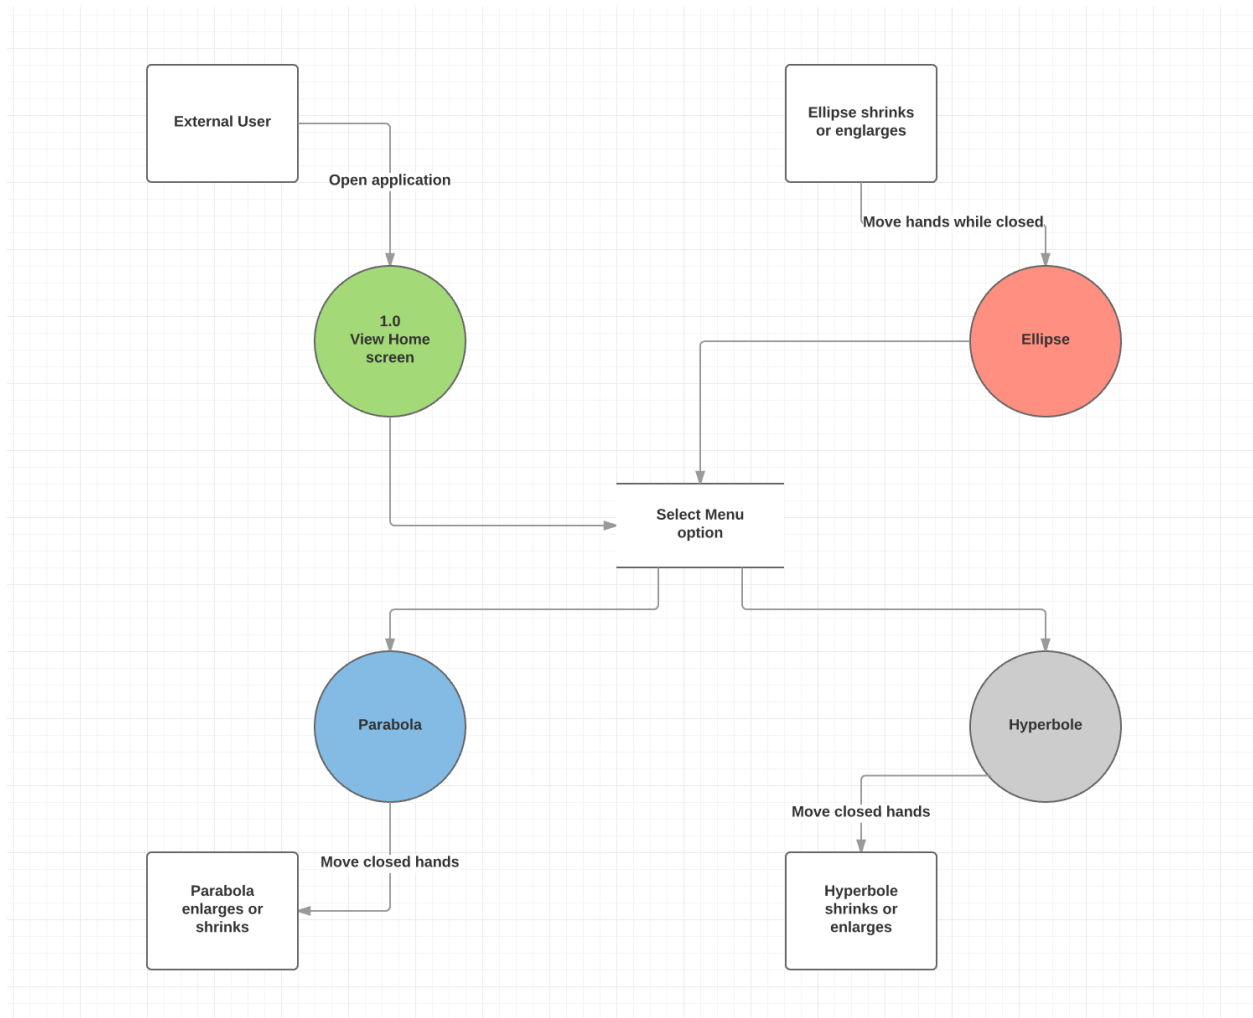 External User
Ellipse shrinks
or englarges
Open application
Move hands while closed
1.0
View Home
screen
Ellipse
Select Menu
option
Parabola
Hyperbole
Move closed hands
Move closed hands
Parabola
enlarges or
shrinks
Hyperbole
shrinks or
enlarges